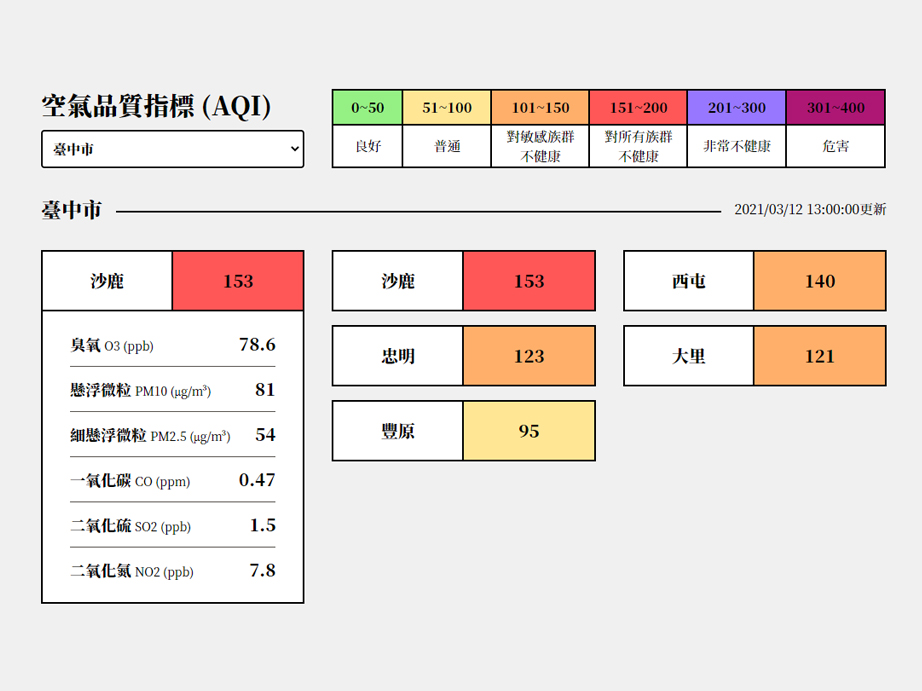 空氣品質指標 (AQI)
臺中市
0~50 51~100 101~150 151~200 201~300 301~400
良好 普通 對敏感族群 不健康 對所有族群 不健康 非常不健康 危害
臺中市 2021/03/12 13:00:00更新
沙鹿 153
臭氧 O3 (ppb) 78.6
懸浮微粒 PM10 (μg/m³) 81
細懸浮微粒 PM2.5 (μg/m³) 54
一氧化碳 CO (ppm) 0.47
二氧化硫 SO2 (ppb) 1.5
二氧化氮 NO2 (ppb) 7.8
沙鹿 153
西屯 140
忠明 123
大里 121
豐原 95